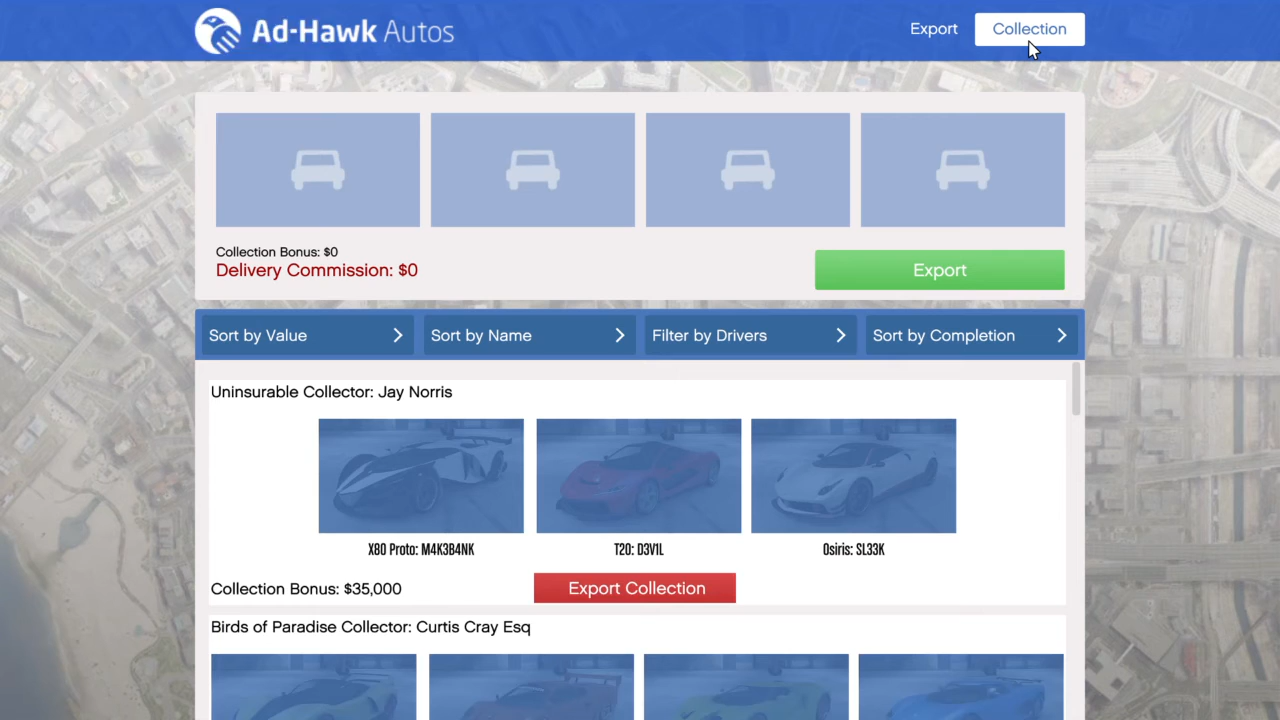 Ad-Hawk Autos
Export
Collection
Collection Bonus: $0
Delivery Commission: $0
Export
Sort by Value
Sort by Name
Filter by Drivers
Sort by Completion
Uninsurable Collector: Jay Norris
X80 Proto: M4K3B4NK
T20: D3V1L
Osiris: SL33K
Collection Bonus: $35,000
Export Collection
Birds of Paradise Collector: Curtis Cray Esq